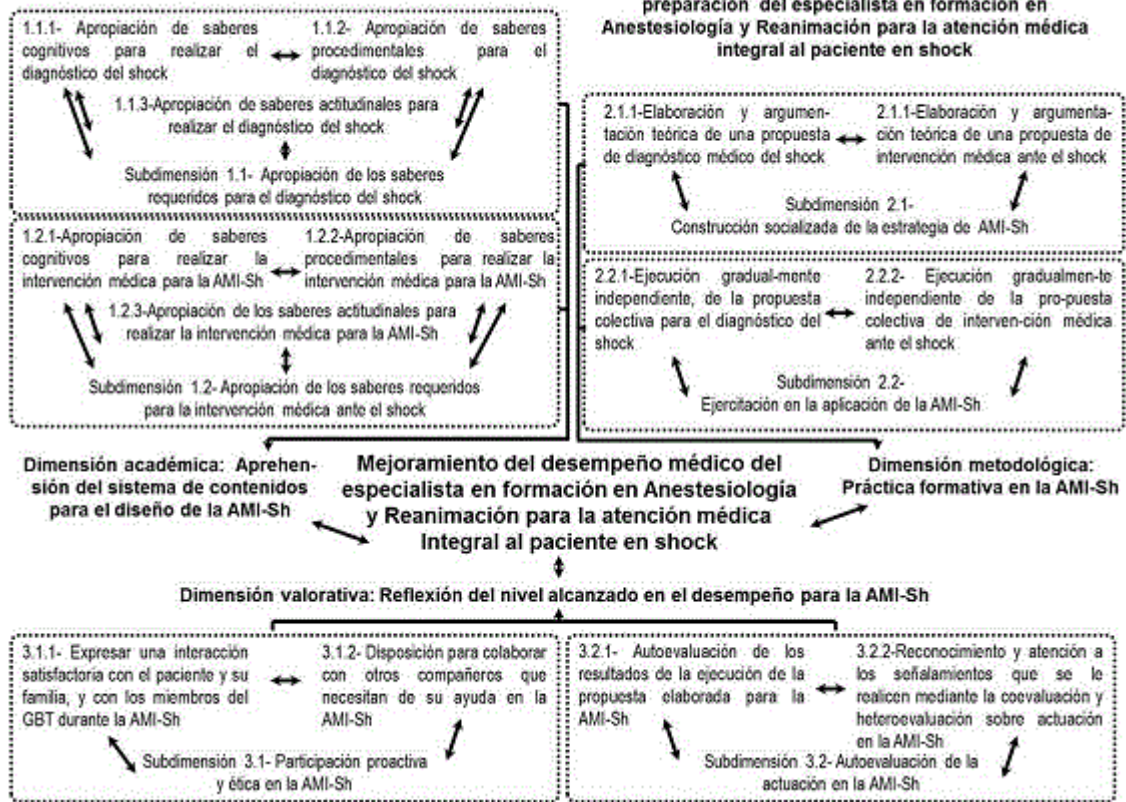 preparación del especialista en formación en
Anestesiología y Reanimación para la atención médica
integral al paciente en shock
1.1.1- Apropiación de saberes
cognitivos para realizar el
diagnóstico del shock
1.1.2- Apropiación de saberes
procedimentales para el
diagnóstico del shock
1.1.3-Apropiación de saberes actitudinales para
realizar el diagnóstico del shock
Subdimensión 1.1- Apropiación de los saberes
requeridos para el diagnóstico del shock
1.2.1-Apropiación de saberes
cognitivos para realizar la
intervención médica para la AMI-Sh
1.2.2-Apropiación de saberes
procedimentales para realizar la
intervención médica para la AMI-Sh
1.2.3-Apropiación de los saberes actitudinales para
realizar la intervención médica para la AMI-Sh
Subdimensión 1.2- Apropiación de los saberes requeridos
para la intervención médica ante el shock
2.1.1-Elaboración y argumen-
tación teórica de una propuesta
de diagnóstico médico del shock
2.1.1-Elaboración y argumenta-
ción teórica de una propuesta de
intervención médica ante el shock
Subdimensión 2.1-
Construcción socializada de la estrategia de AMI-Sh
2.2.1-Ejecución gradual-mente
independiente, de la propuesta
colectiva para el diagnóstico del
shock
2.2.2- Ejecución gradualmen-te
independiente de la pro-puesta
colectiva de interven-ción médica
ante el shock
Subdimensión 2.2-
Ejercitación en la aplicación de la AMI-Sh
Dimensión académica: Aprehen-
sión del sistema de contenidos
para el diseño de la AMI-Sh
Mejoramiento del desempeño médico del
especialista en formación en Anestesiología
y Reanimación para la atención médica
Integral al paciente en shock
Dimensión metodológica:
Práctica formativa en la AMI-Sh
Dimensión valorativa: Reflexión del nivel alcanzado en el desempeño para la AMI-Sh
3.1.1- Expresar una interacción
satisfactoria con el paciente y su
familia, y con los miembros del
GBT durante la AMI-Sh
3.1.2- Disposición para colaborar
con otros compañeros que
necesitan de su ayuda en la
AMI-Sh
Subdimensión 3.1- Participación proactiva
y ética en la AMI-Sh
3.2.1- Autoevaluación de los
resultados de la ejecución de la
propuesta elaborada para la
AMI-Sh
3.2.2-Reconocimiento y atención a
los señalamientos que se le
realicen mediante la coevaluación y
heteroevaluación sobre actuación
en la AMI-Sh
Subdimensión 3.2- Autoevaluación de la
actuación en la AMI-Sh